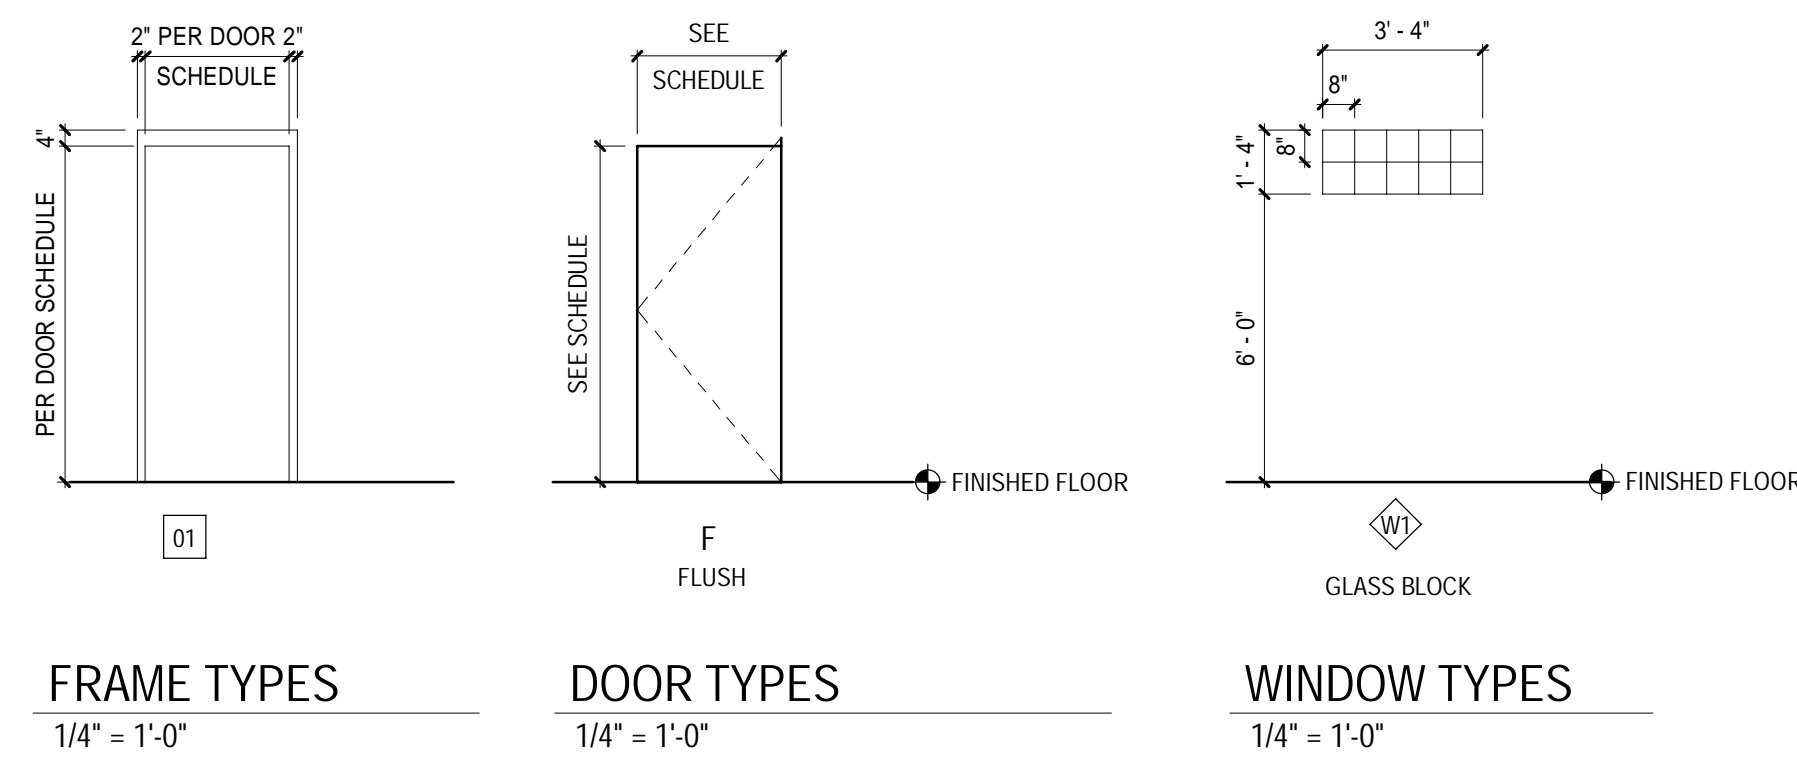 2" PER DOOR 2"
SCHEDULE
4"
PER DOOR SCHEDULE
01
FRAME TYPES
1/4" = 1'-0"
SEE
SCHEDULE
SEE SCHEDULE
FINISHED FLOOR
F
FLUSH
DOOR TYPES
1/4" = 1'-0"
3' - 4"
8"
1' - 4"
8"
6' - 0"
FINISHED FLOOR
W1
GLASS BLOCK
WINDOW TYPES
1/4" = 1'-0"